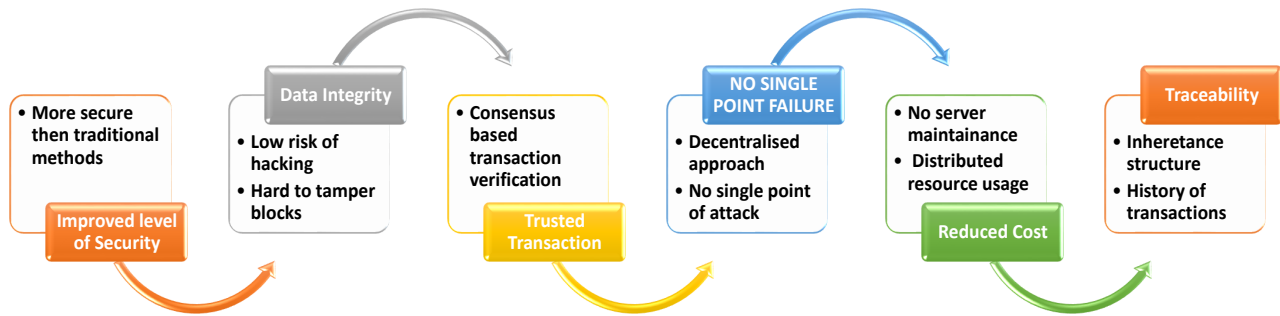 • More secure
then traditional
methods
Improved level
of Security
Data Integrity
• Low risk of
hacking
• Hard to tamper
blocks
• Consensus
based
transaction
verification
Trusted
Transaction
NO SINGLE
POINT FAILURE
• Decentralised
approach
• No single point
of attack
• No server
maintainance
• Distributed
resource usage
Reduced Cost
Traceability
• Inheretance
structure
• History of
transactions